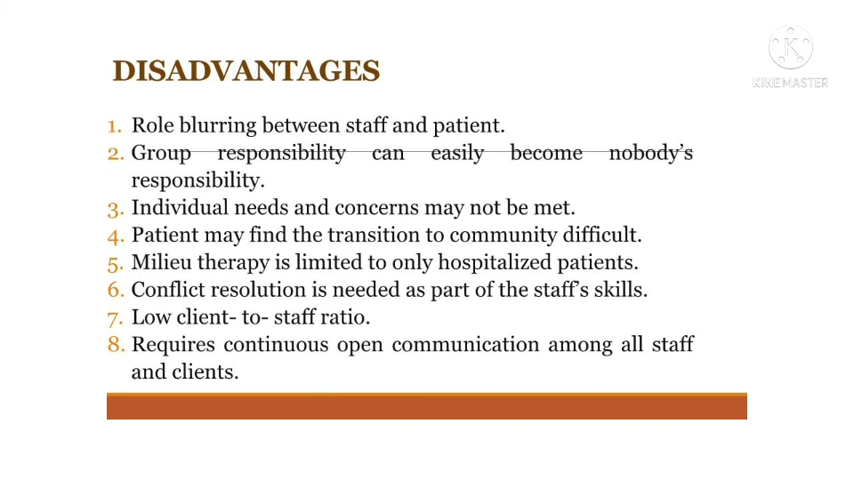 DISADVANTAGES
K
KINEMASTER
1. Role blurring between staff and patient.
2. Group responsibility can easily become nobody's
responsibility.
3. Individual needs and concerns may not be met.
4. Patient may find the transition to community difficult.
5. Milieu therapy is limited to only hospitalized patients.
6. Conflict resolution is needed as part of the staff's skills.
7. Low client- to- staff ratio.
8. Requires continuous open communication among all staff
and clients.